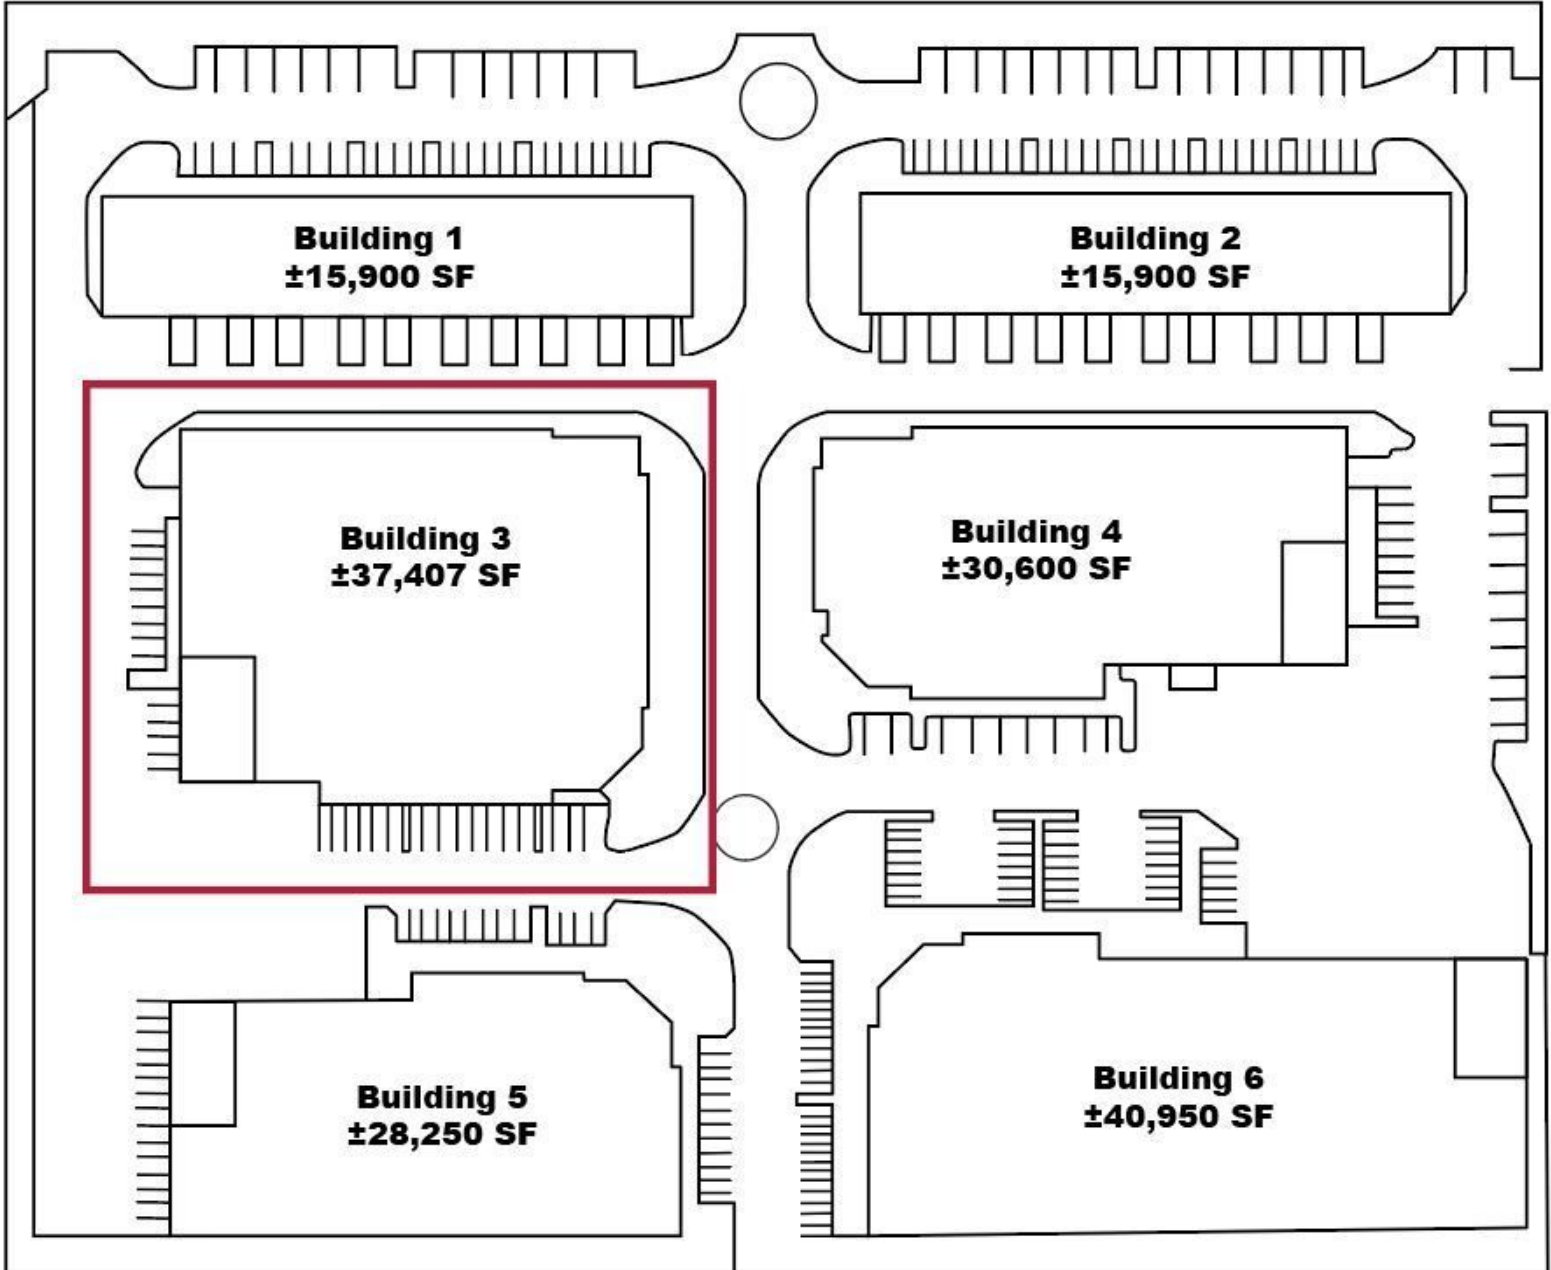 Building 1
±15,900 SF
Building 2
±15,900 SF
Building 3
±37,407 SF
Building 4
±30,600 SF
Building 5
±28,250 SF
Building 6
±40,950 SF